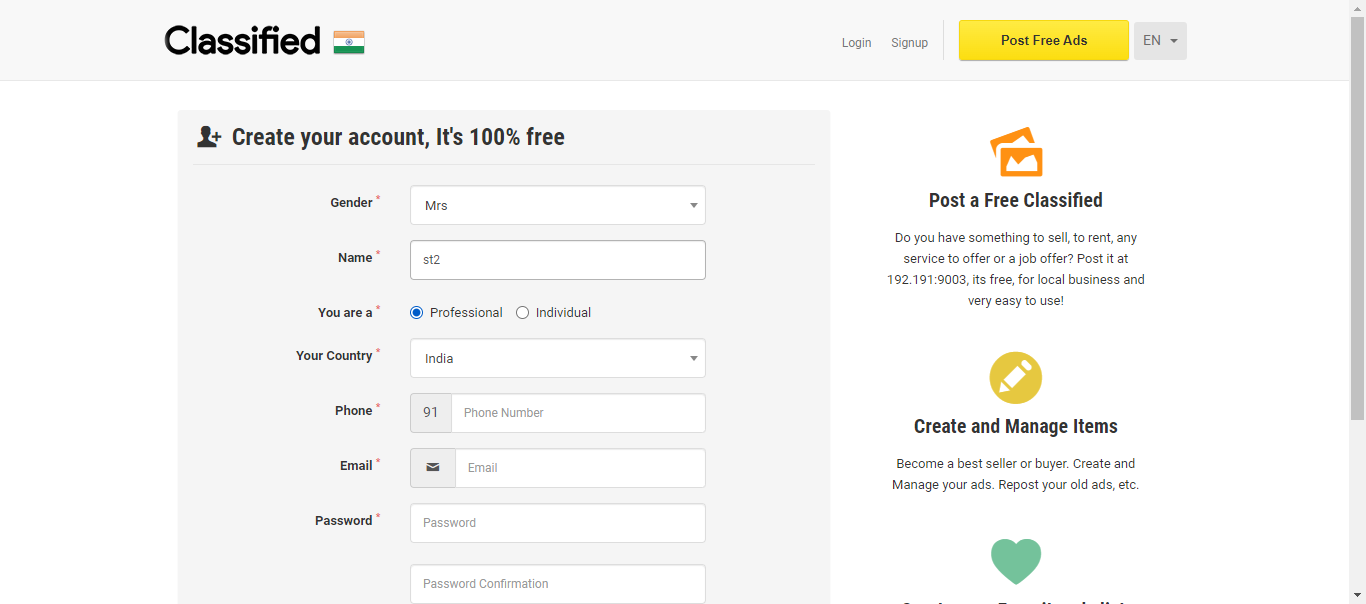 Classified
Login
Signup
Post Free Ads
EN
Create your account, It's 100% free
Gender *
Mrs
Name *
st2
You are a *
Professional
Individual
Your Country *
India
Phone *
91
Phone Number
Email *
Email
Password *
Password
Password Confirmation
Post a Free Classified
Do you have something to sell, to rent, any
service to offer or a job offer? Post it at
192.191:9003, its free, for local business and
very easy to use!
Create and Manage Items
Become a best seller or buyer. Create and
Manage your ads. Repost your old ads, etc.